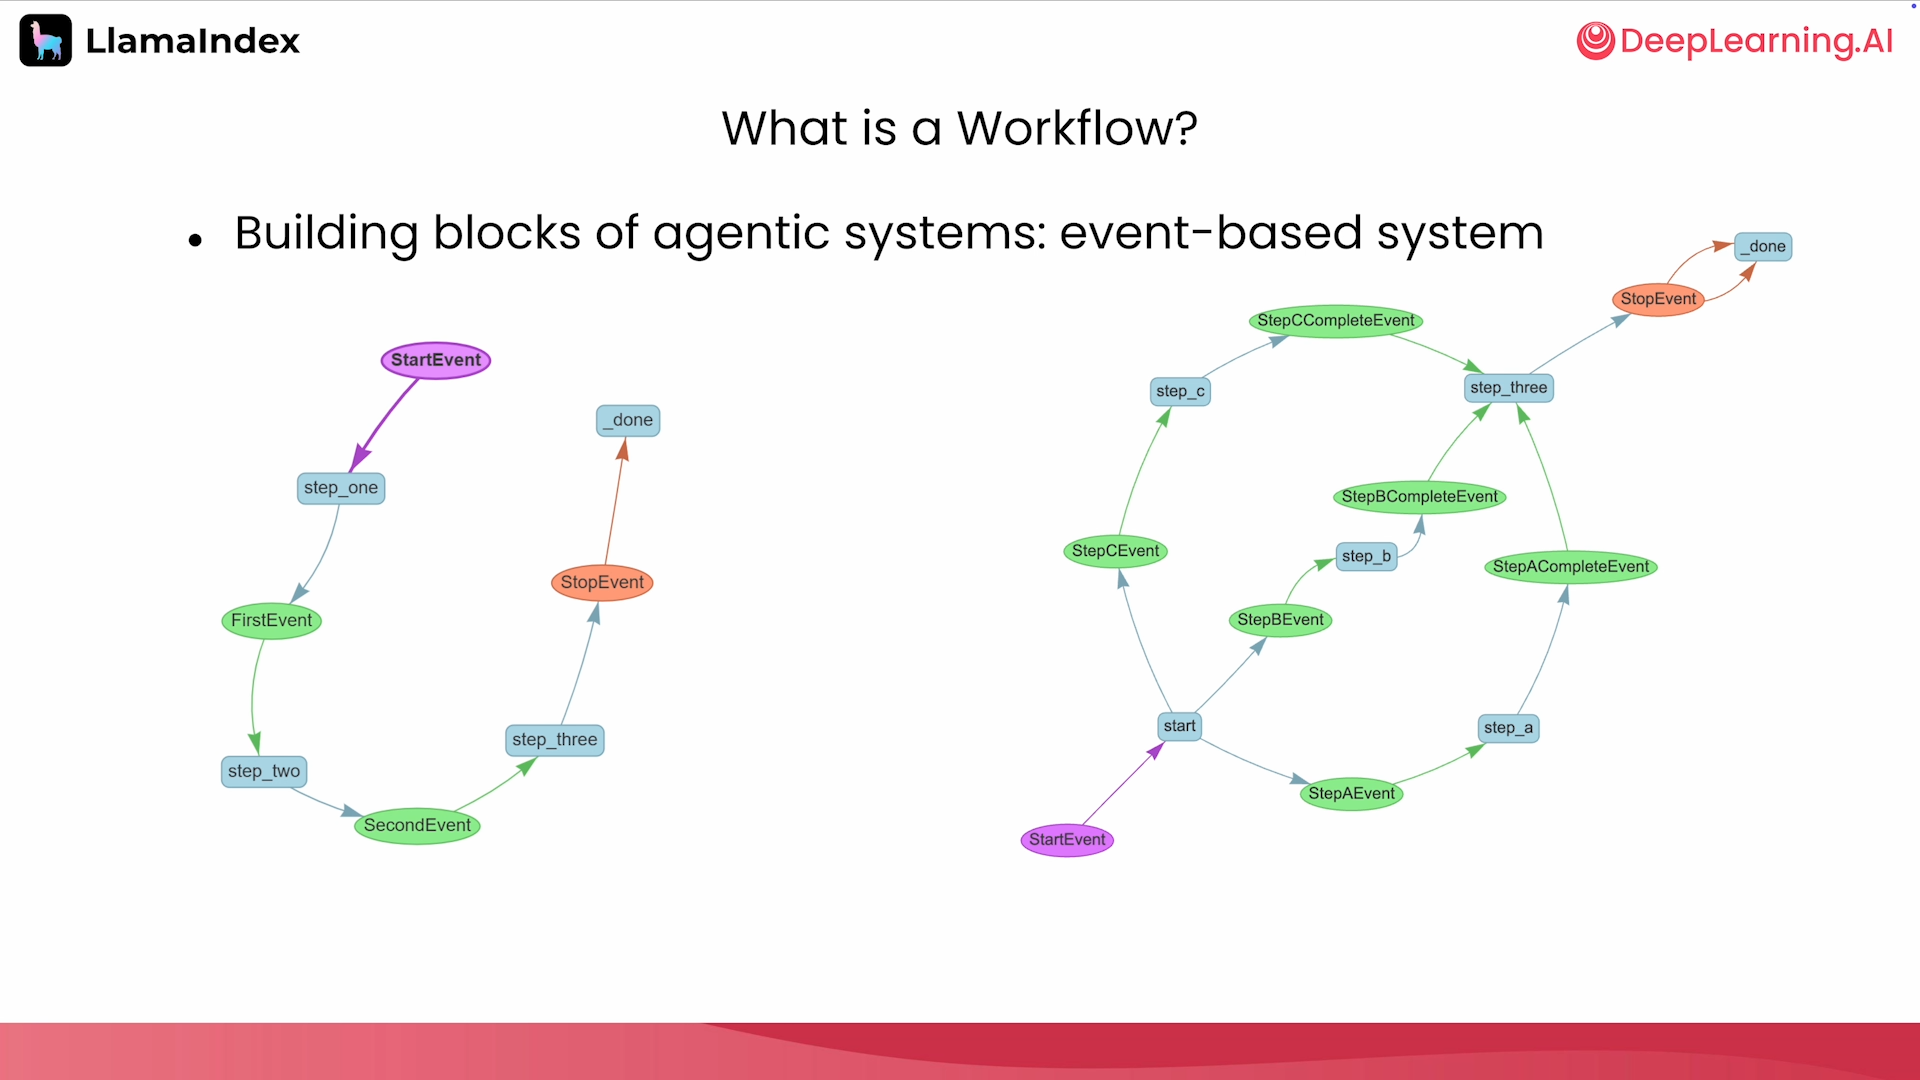 LlamaIndex
DeepLearning.AI
What is a Workflow?
• Building blocks of agentic systems: event-based system
StartEvent
_done
step_one
StopEvent
FirstEvent
step_three
step_two
SecondEvent
_done
StopEvent
StepCCompleteEvent
step_c
step_three
StepBCompleteEvent
StepCEvent
step_b
StepACompleteEvent
StepBEvent
start
step_a
StepAEvent
StartEvent